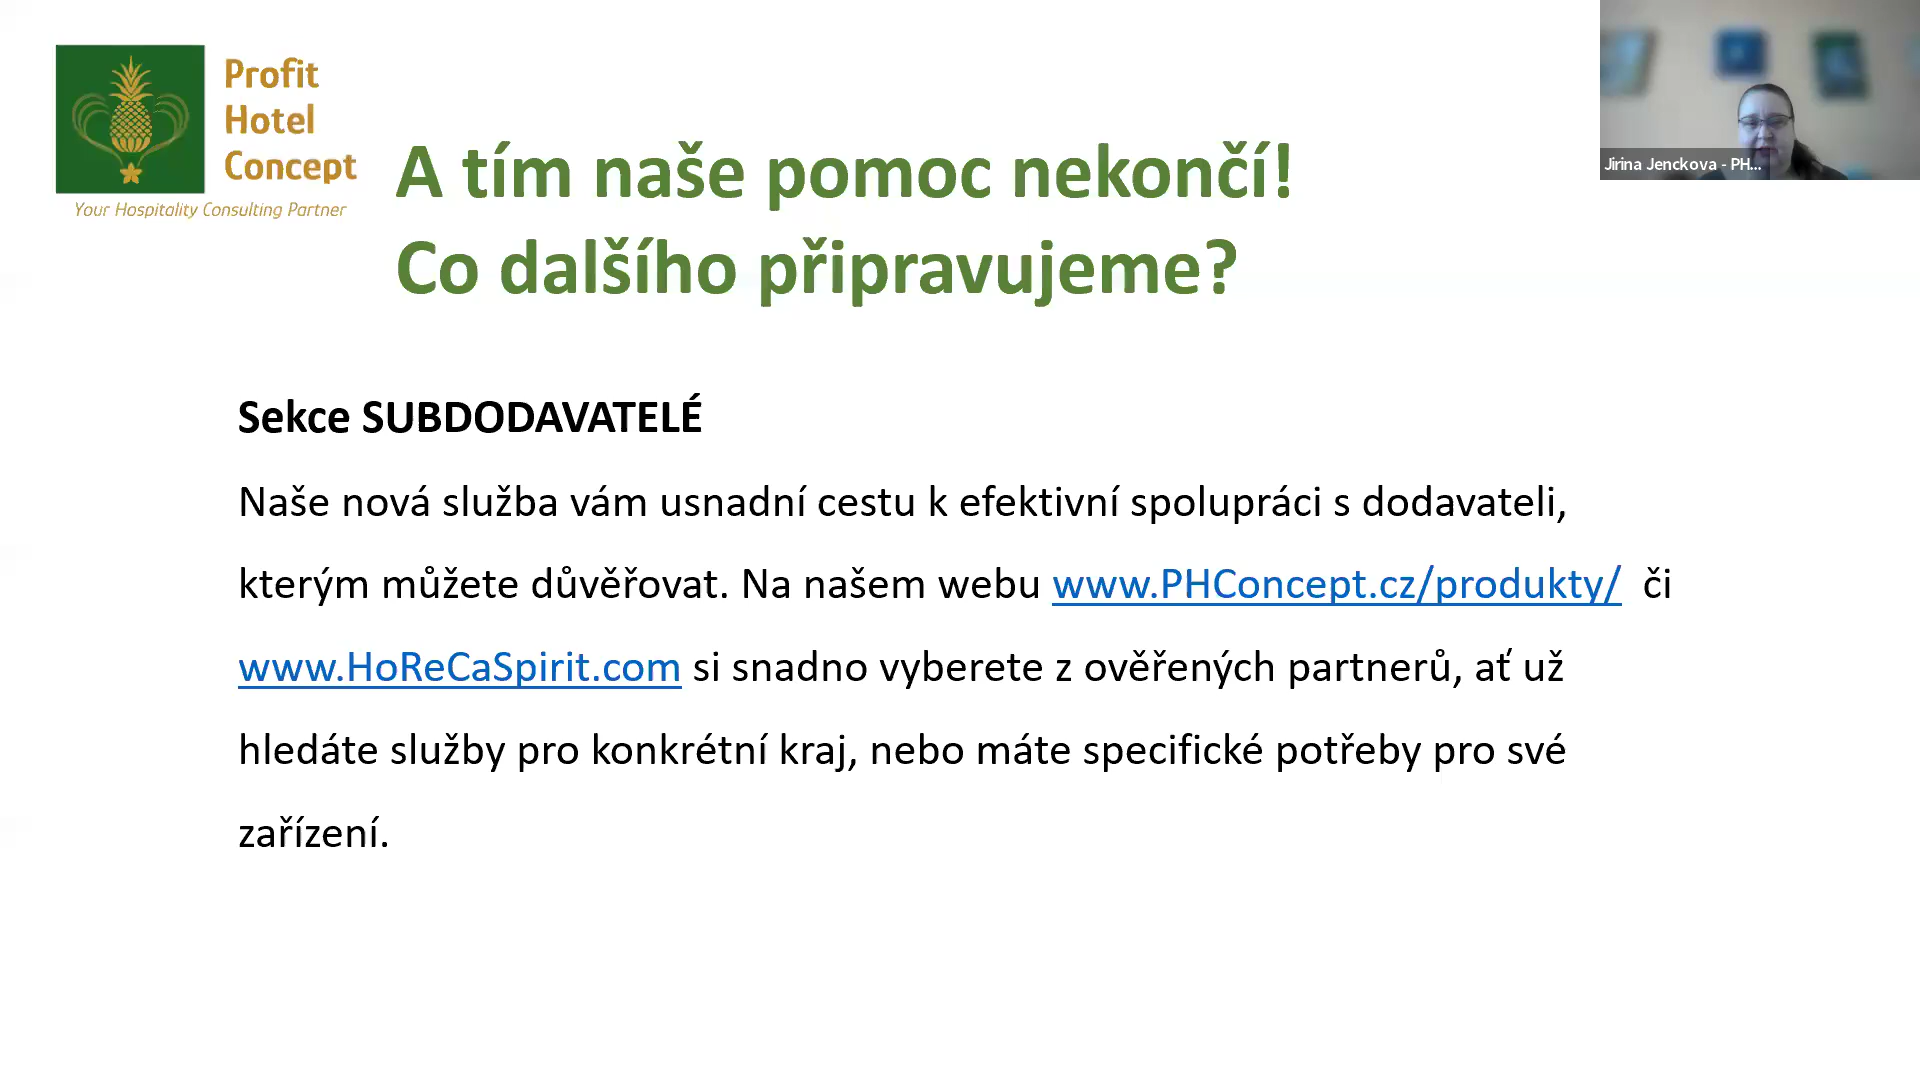 Profit
Hotel
Concept
Your Hospitality Consulting Partner
A tím naše pomoc nekončí!
Co dalšího připravujeme?
Jirina Jenckova - PH...
Sekce SUBDODAVATELÉ
Naše nová služba vám usnadní cestu k efektivní spolupráci s dodavateli,
kterým můžete důvěřovat. Na našem webu www.PHConcept.cz/produkty/ či
www.HoReCaSpirit.com si snadno vyberete z ověřených partnerů, ať už
hledáte služby pro konkrétní kraj, nebo máte specifické potřeby pro své
zařízení.